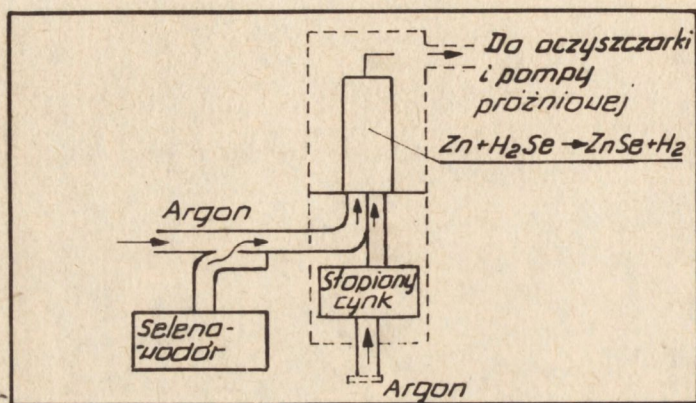 Do oczyszczarki
i pompy
próżniowej
Zn+H₂Se→ZnSe+H₂
Argon
Stopiony
cynk
Seleno-
wodór
Argon